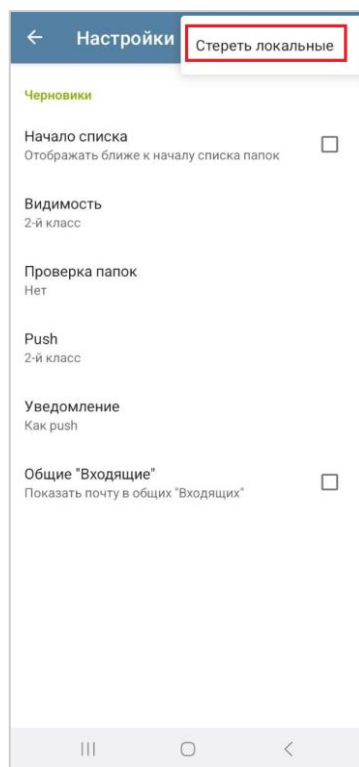 Настройки
Стереть локальные
Черновики
Начало списка
Отображать ближе к началу списка папок
Видимость
2-й класс
Проверка папок
Нет
Push
2-й класс
Уведомление
Как push
Общие "Входящие"
Показать почту в общих "Входящих"